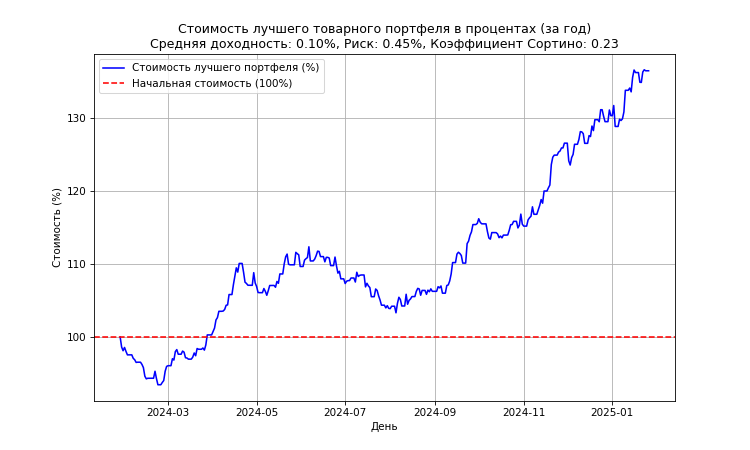 Стоимость лучшего товарного портфеля в процентах (за год)
Средняя доходность: 0.10%, Риск: 0.45%, Коэффициент Сортино: 0.23
Стоимость лучшего портфеля (%)
Начальная стоимость (100%)
Стоимость (%)
130
120
110
100
2024-03
2024-05
2024-07
2024-09
2024-11
2025-01
День